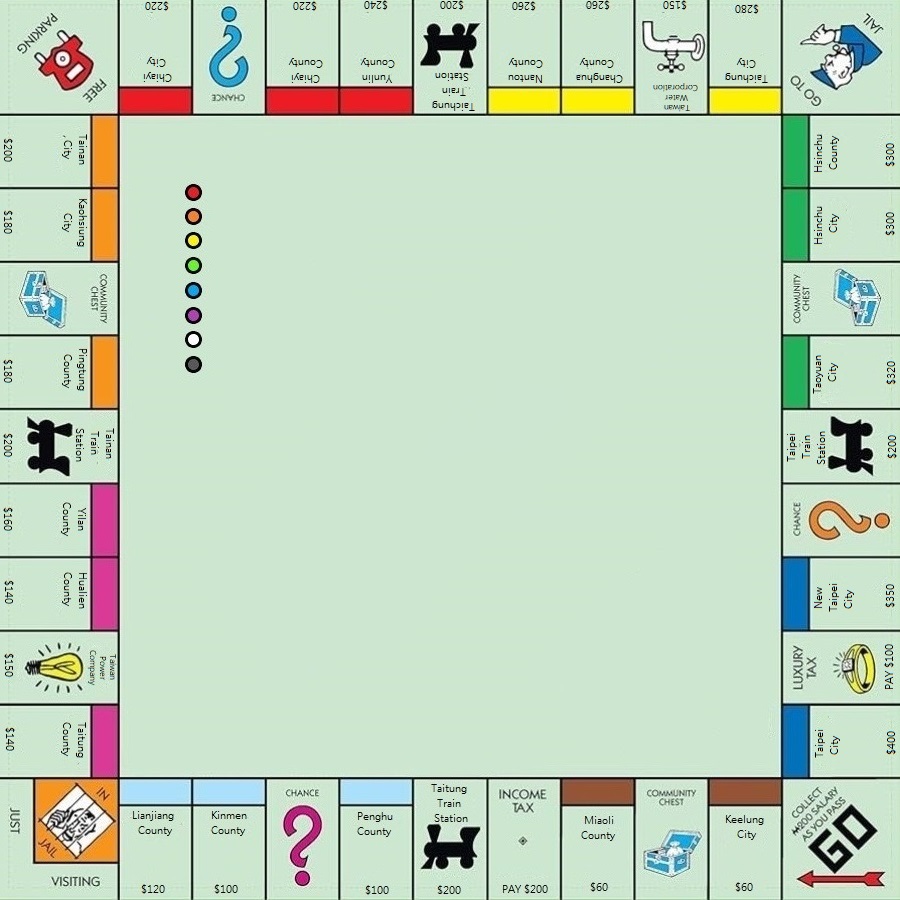 FREE
PARKING
$220
Chiayi
City
CHANCE
$220
Chiayi
County
$240
Yunlin
County
$200
Taichung
Train
Station
$260
Nantou
County
$260
Changhua
County
$150
Taiwan
Water
Corporation
$280
Taichung
City
GO TO
JAIL
Hsinchu
County
$300
Hsinchu
City
$300
COMMUNITY
CHEST
Taoyuan
City
$320
Taipei
Train
Station
$200
CHANCE
New
Taipei
City
$350
LUXURY
TAX
PAY $100
Taipei
City
$400
COLLECT
$200 SALARY
AS YOU PASS
GO
Keelung
City
$60
COMMUNITY
CHEST
Miaoli
County
$60
INCOME
TAX
PAY $200
Taitung
Train
Station
$200
Penghu
County
$100
CHANCE
Kinmen
County
$100
Lianjiang
County
$120
IN
JAIL
JUST
VISITING
Taitung
County
$140
Taiwan
Power
Company
$150
Hualien
County
$140
Yilan
County
$160
Tainan
Train
Station
$200
Pingtung
County
$180
COMMUNITY
CHEST
Kaohsiung
City
$180
Tainan
City
$200